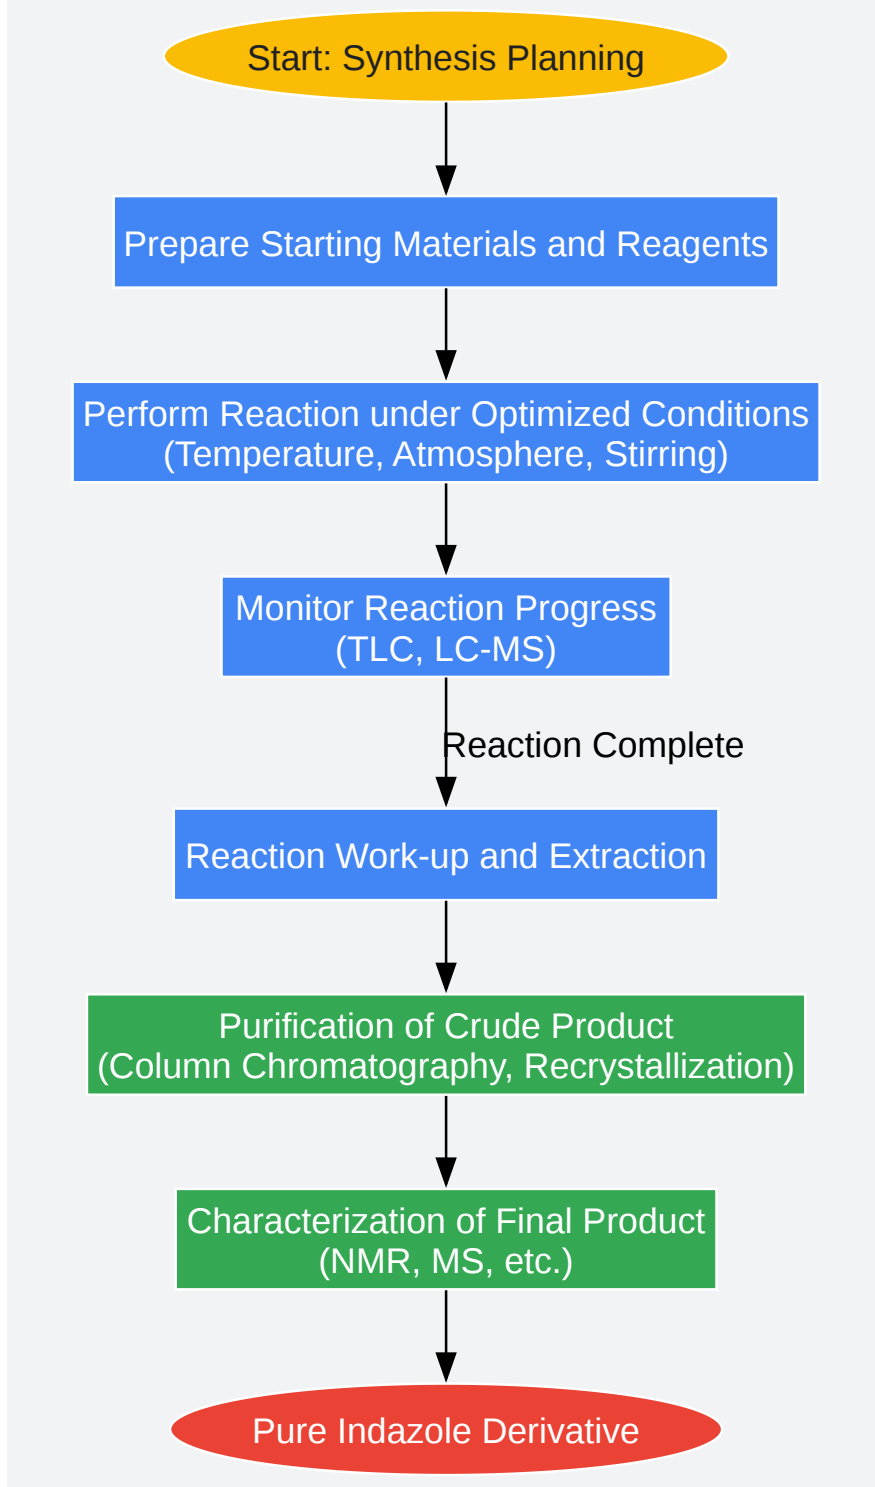 Start: Synthesis Planning
Prepare Starting Materials and Reagents
Perform Reaction under Optimized Conditions
(Temperature, Atmosphere, Stirring)
Monitor Reaction Progress
(TLC, LC-MS)
Reaction Complete
Reaction Work-up and Extraction
Purification of Crude Product
(Column Chromatography, Recrystallization)
Characterization of Final Product
(NMR, MS, etc.)
Pure Indazole Derivative